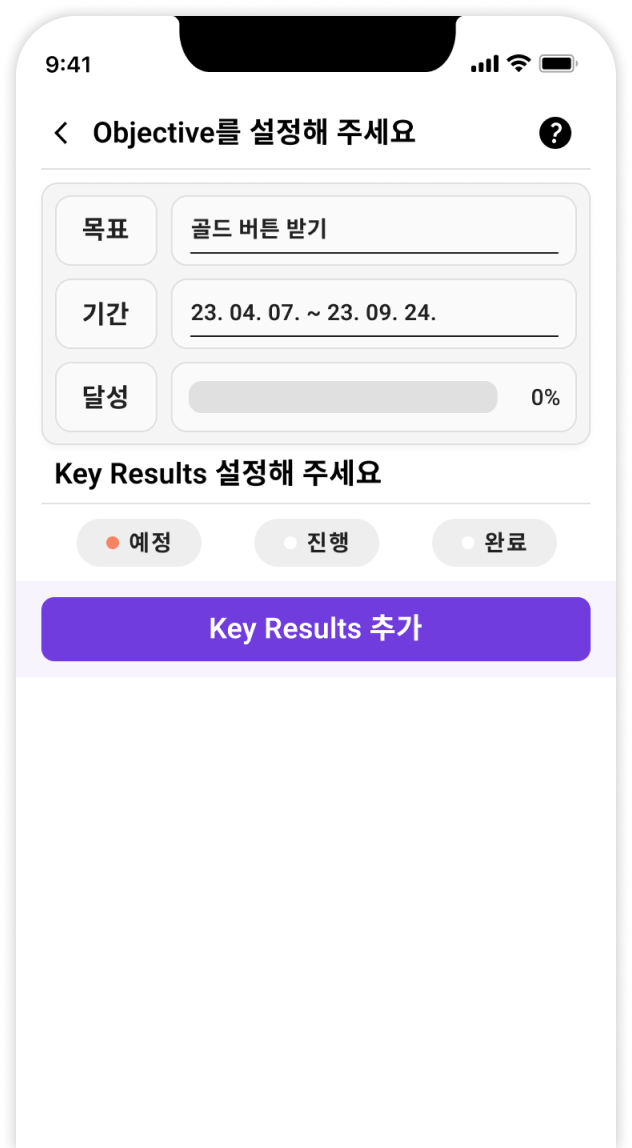 9:41
Objective를 설정해 주세요
목표 골드 버튼 받기
기간 23. 04. 07. ~ 23. 09. 24.
달성 0%
Key Results 설정해 주세요
예정 진행 완료
Key Results 추가